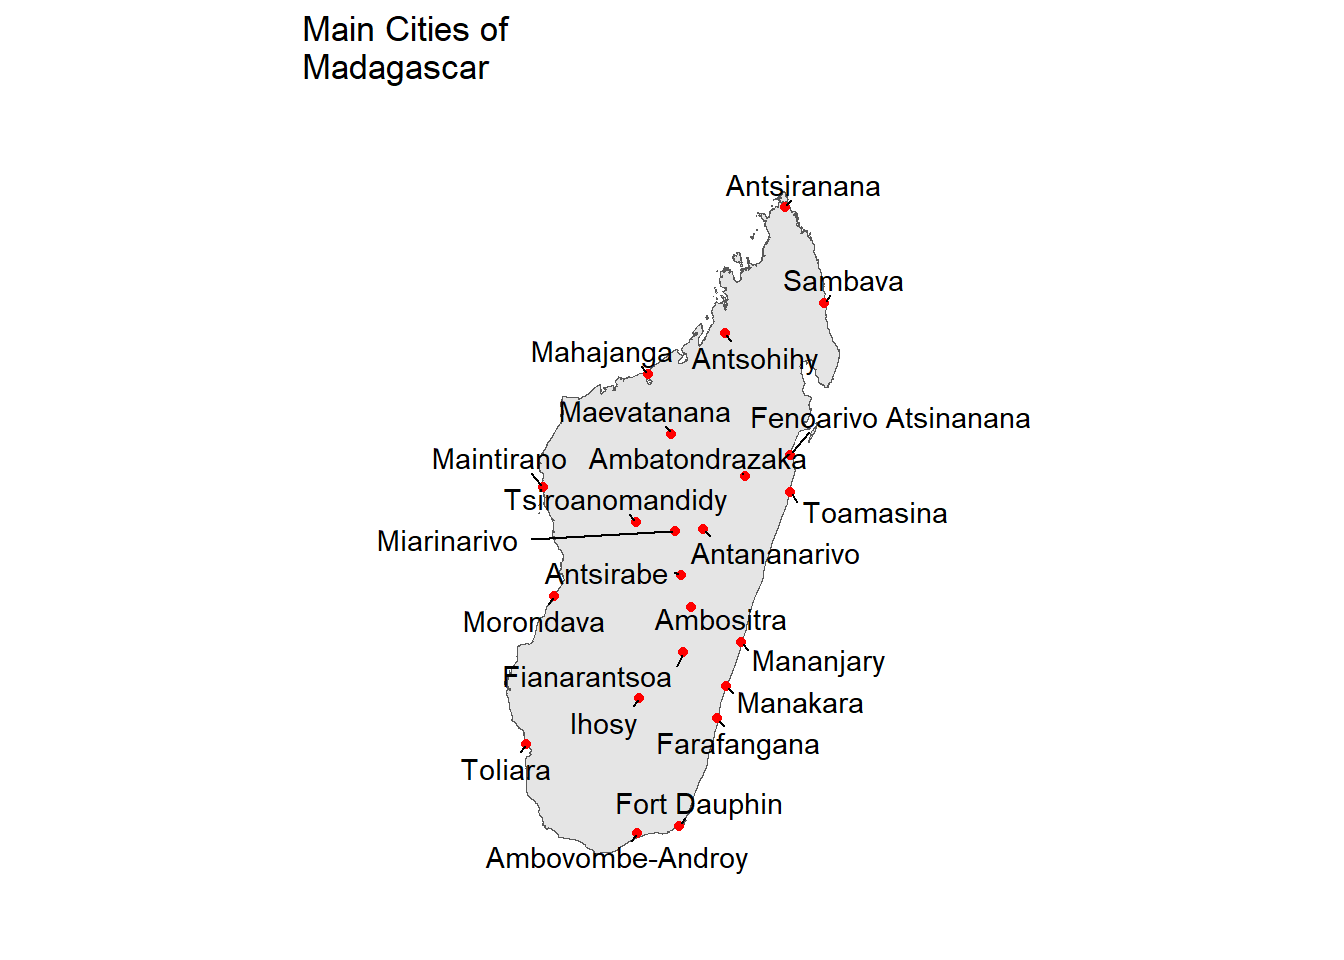 Main Cities of
Madagascar
Antsiranana
Sambava
Mahajanga
Antsohihy
Maevatanana
Fenoarivo Atsinanana
Maintirano
Ambatondrazaka
Tsiroanomandidy
Toamasina
Miarinarivo
Antananarivo
Antsirabe
Morondava
Ambositra
Mananjary
Fianarantsoa
Manakara
Ihosy
Farafangana
Toliara
Fort Dauphin
Ambovombe-Androy